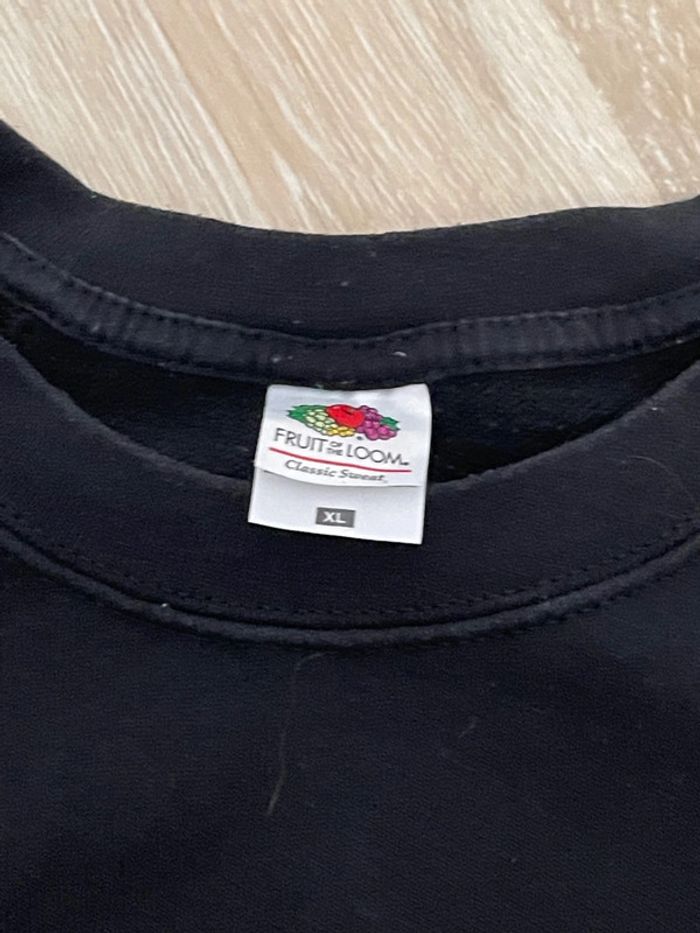 FRUIT OF THE LOOM®
Classic Sweat
XL